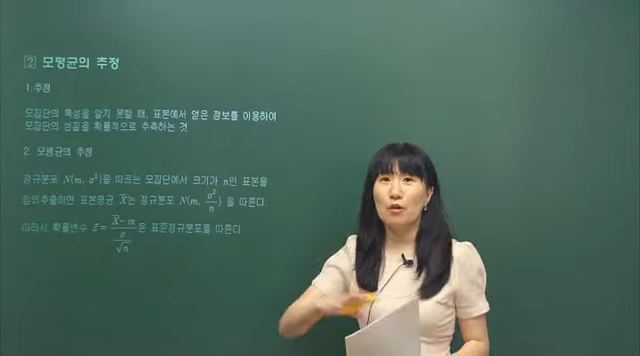 2 모평균의 추정
1. 추정
모집단의 특성을 알지 못할 때, 표본에서 얻은 정보를 이용하여
모집단의 성질을 확률적으로 추측하는 것
2. 모평균의 추정
정규분포 N(m, σ²)을 따르는 모집단에서 크기가 n인 표본을
임의추출하면 표본평균 X̄는 정규분포 N(m, σ²/n)을 따른다.
따라서 확률변수 Z = (X̄-m)/(σ/√n)은 표준정규분포를 따른다